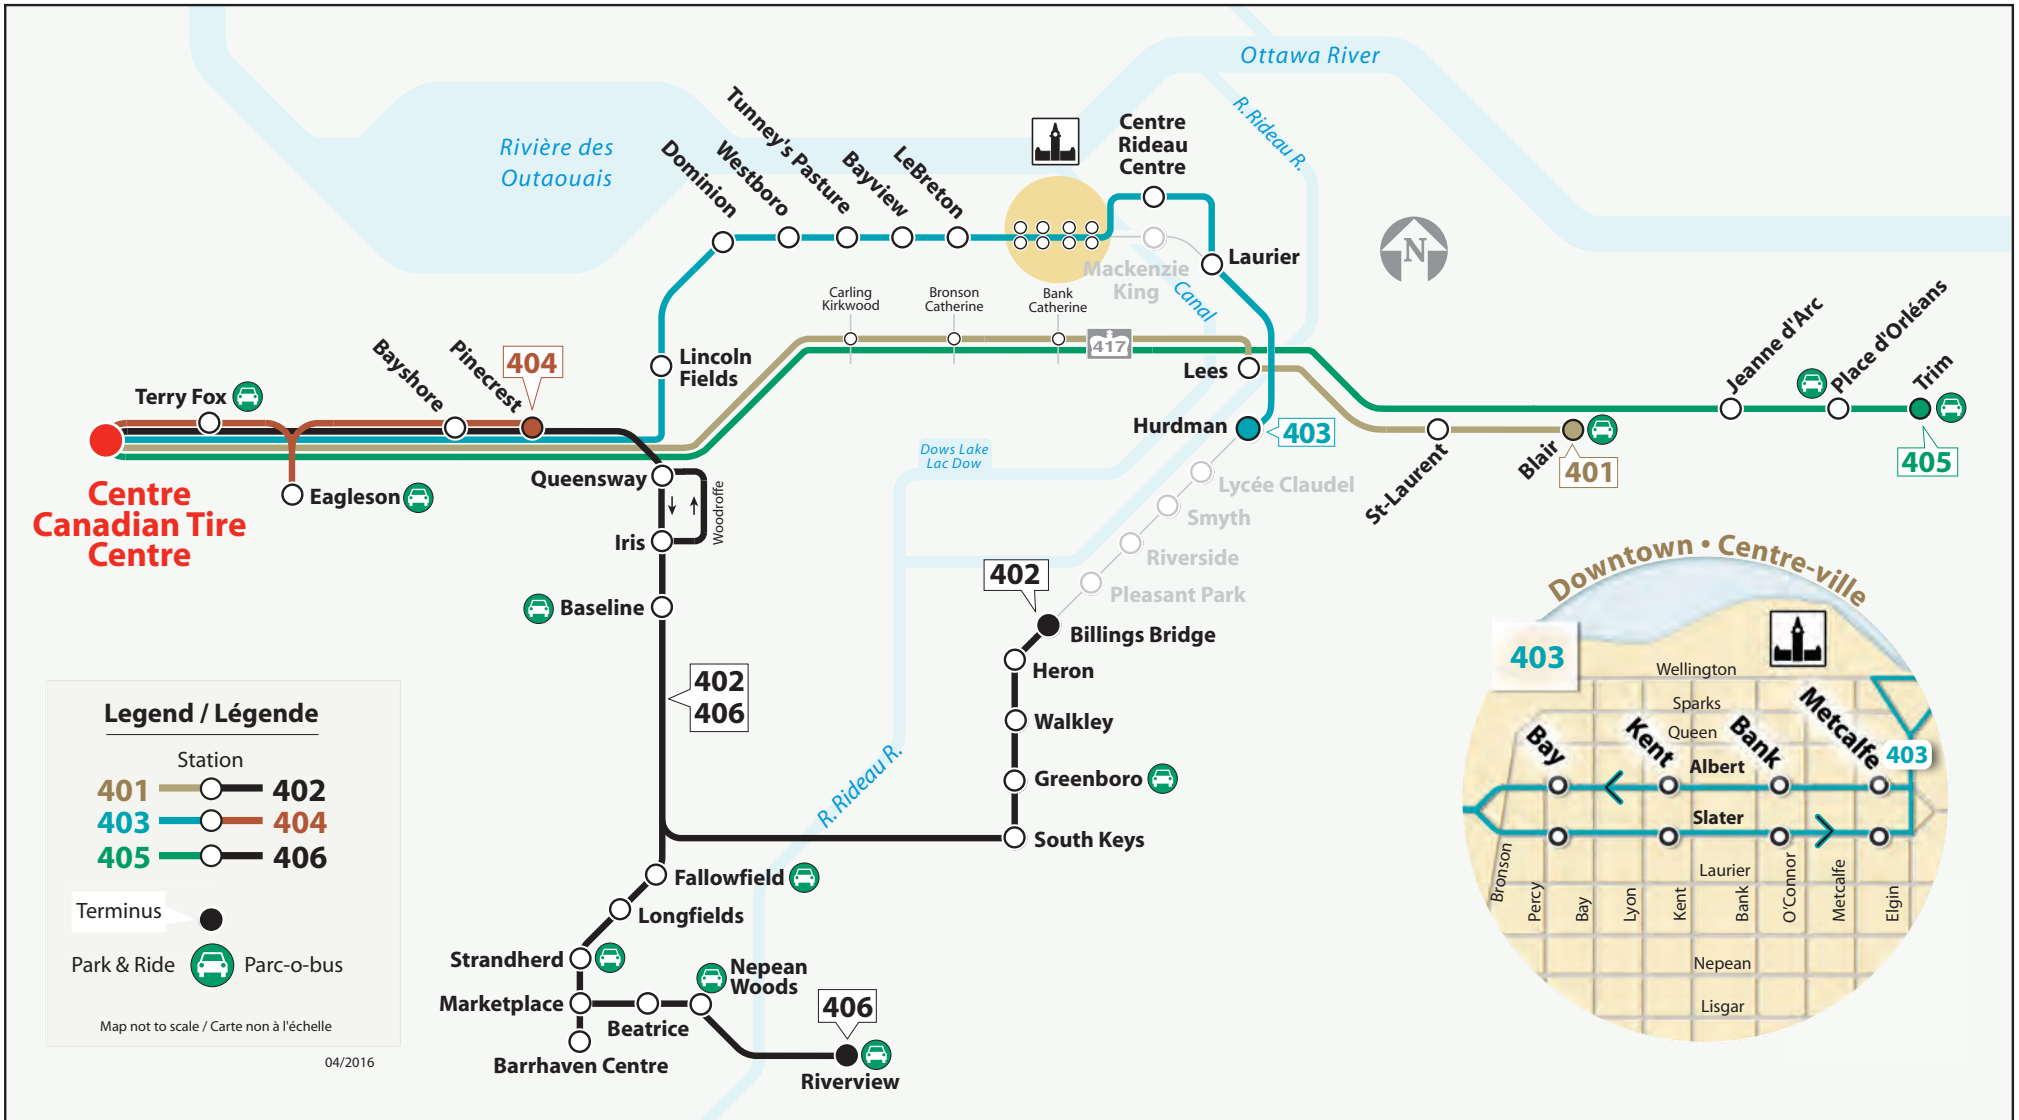 Ottawa River
R. Rideau R.
Rivière des
Outaouais
Dominion
Westboro
Tunney's Pasture
Bayview
LeBreton
Centre
Rideau
Centre
Laurier
Mackenzie
King
Canal
N
Carling
Kirkwood
Bronson
Catherine
Bank
Catherine
417
Lincoln
Fields
Lees
Hurdman
403
Terry Fox
Bayshore
Pinecrest
404
Eagleson
Centre
Canadian Tire
Centre
Queensway
Woodroffe
Iris
Baseline
402
406
Dows Lake
Lac Dow
Lycée Claudel
Smyth
Riverside
Pleasant Park
402
Billings Bridge
Heron
Walkley
Greenboro
South Keys
St-Laurent
Blair
401
Jeanne d'Arc
Place d'Orléans
Trim
405
R. Rideau R.
Fallowfield
Longfields
Strandherd
Marketplace
Beatrice
Nepean
Woods
Barrhaven Centre
406
Riverview
Legend / Légende
Station
401 402
403 404
405 406
Terminus
Park & Ride Parc-o-bus
Map not to scale / Carte non à l'échelle
04/2016
Downtown • Centre-ville
403
Wellington
Sparks
Queen
Bay
Kent
Bank
Metcalfe
403
Albert
Slater
Laurier
Bronson
Percy
Bay
Lyon
Kent
Bank
O'Connor
Metcalfe
Elgin
Nepean
Lisgar